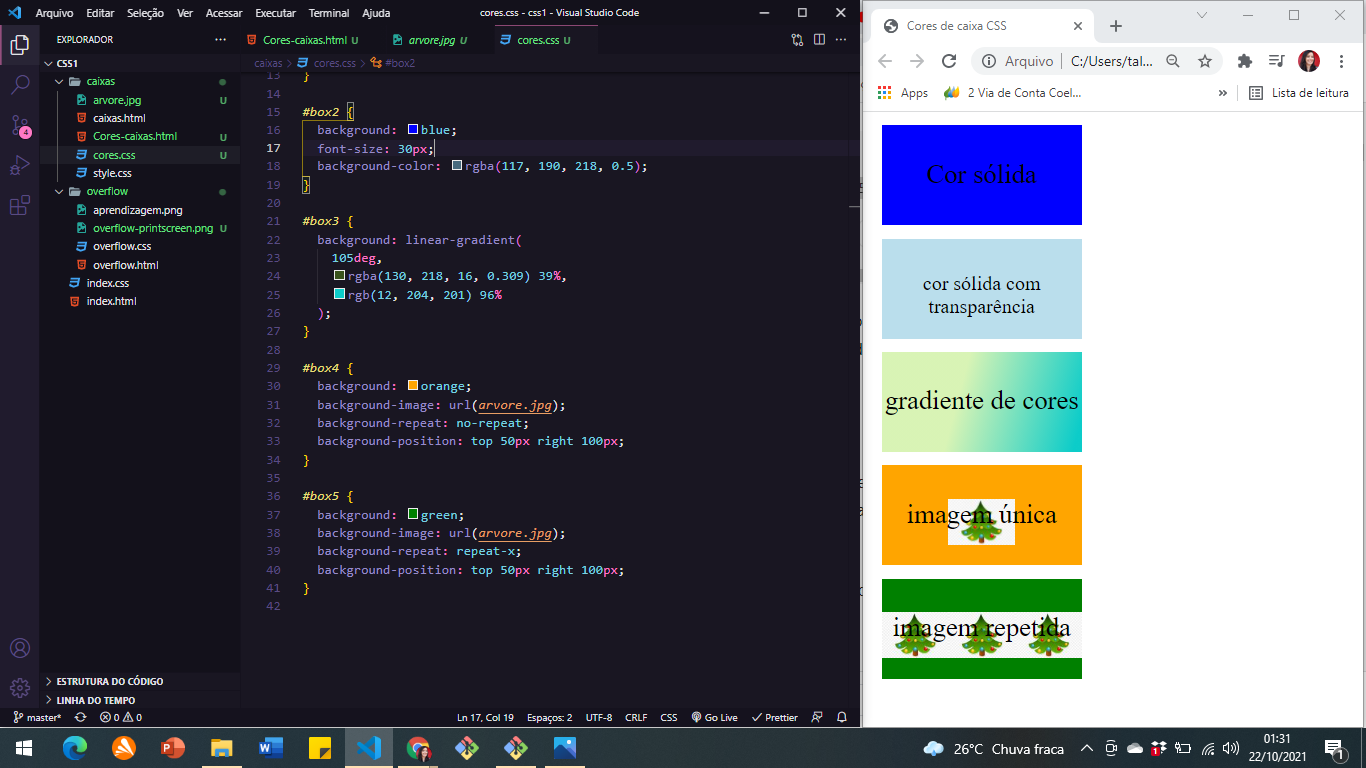 Arquivo Editar Seleção Ver Acessar Executar Terminal Ajuda
cores.css - css1 - Visual Studio Code
EXPLORADOR
CSS1
caixas
arvore.jpg U
caixas.html
Cores-caixas.html U
cores.css U
style.css
overflow
aprendizagem.png
overflow-printscreen.png U
overflow.css
overflow.html
index.css
index.html
ESTRUTURA DO CÓDIGO
LINHA DO TEMPO
4
Cores-caixas.html U arvore.jpg U cores.css U
caixas > cores.css > #box2
13 }
14
15 #box2 {
16 background: blue;
17 font-size: 30px;
18 background-color: rgba(117, 190, 218, 0.5);
19 }
20
21 #box3 {
22 background: linear-gradient(
23 105deg,
24 rgba(130, 218, 16, 0.309) 39%,
25 rgb(12, 204, 201) 96%
26 );
27 }
28
29 #box4 {
30 background: orange;
31 background-image: url(arvore.jpg);
32 background-repeat: no-repeat;
33 background-position: top 50px right 100px;
34 }
35
36 #box5 {
37 background: green;
38 background-image: url(arvore.jpg);
39 background-repeat: repeat-x;
40 background-position: top 50px right 100px;
41 }
42
master* 0 0 Ln 17, Col 19 Espaços: 2 UTF-8 CRLF CSS Go Live Prettier
Cores de caixa CSS
Arquivo C:/Users/tal...
Apps 2 Via de Conta Coel... » Lista de leitura
Cor sólida
cor sólida com
transparência
gradiente de cores
imagem única
imagem repetida
26°C Chuva fraca
01:31
22/10/2021
1